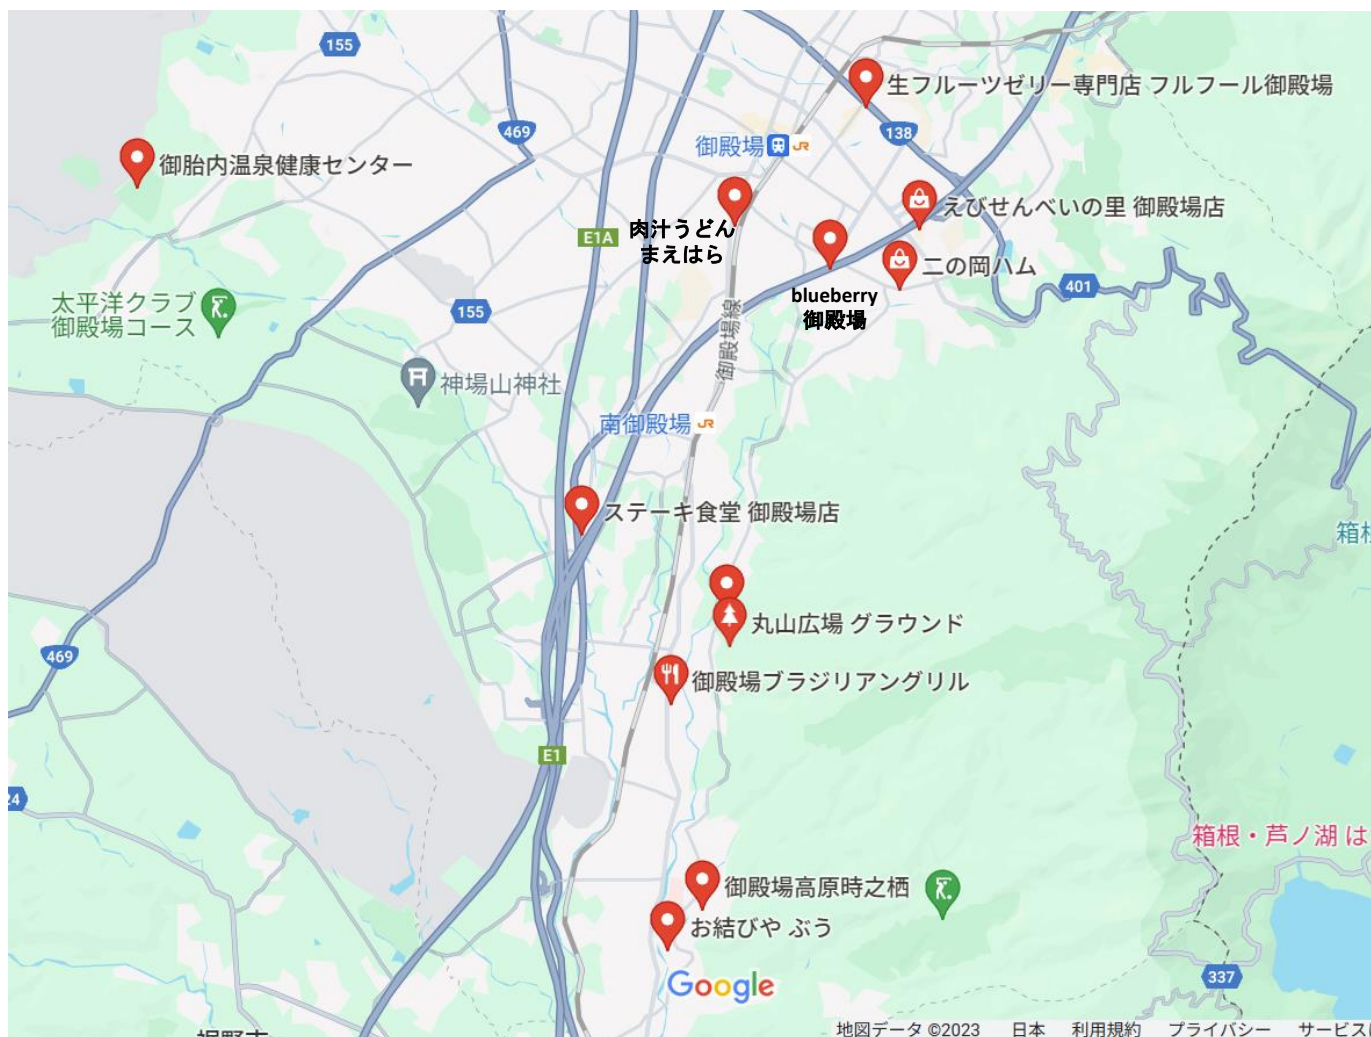 155
生フルーツゼリー専門店 フルフール御殿場
469
138
御殿場
御胎内温泉健康センター
えびせんべいの里 御殿場店
肉汁うどん
まえはら
E1A
二の岡ハム
401
blueberry
御殿場
太平洋クラブ
御殿場コース
155
御殿場線
神場山神社
南御殿場
ステーキ食堂 御殿場店
箱根
丸山広場 グラウンド
469
御殿場ブラジリアングリル
E1
24
箱根・芦ノ湖 は
御殿場高原時之栖
お結びや ぶう
337
Google
地図データ ©2023 日本 利用規約 プライバシー サービス